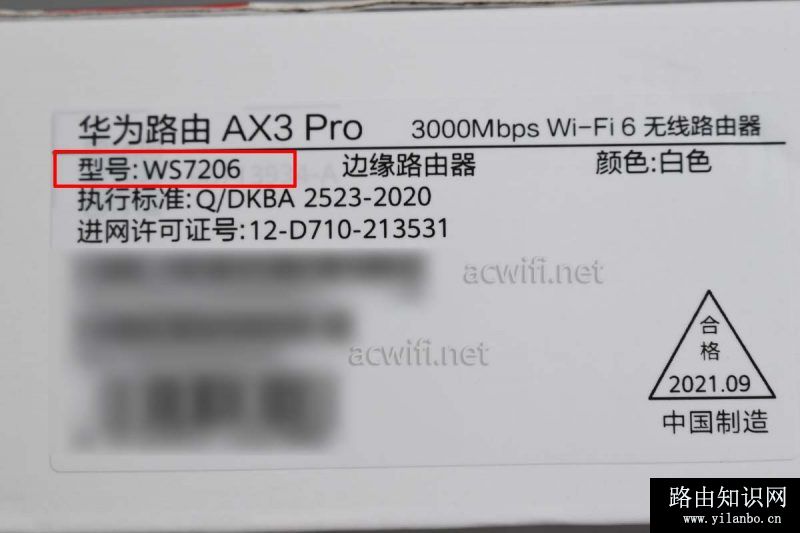 华为路由 AX3 Pro 3000Mbps Wi-Fi 6 无线路由器
型号:WS7206 边缘路由器 颜色:白色
执行标准:Q/DKBA 2523-2020
进网许可证号:12-D710-213531
acwifi.net
acwifi.net
合
格
2021.09
中国制造
路由知识网
www.yilanbo.cn